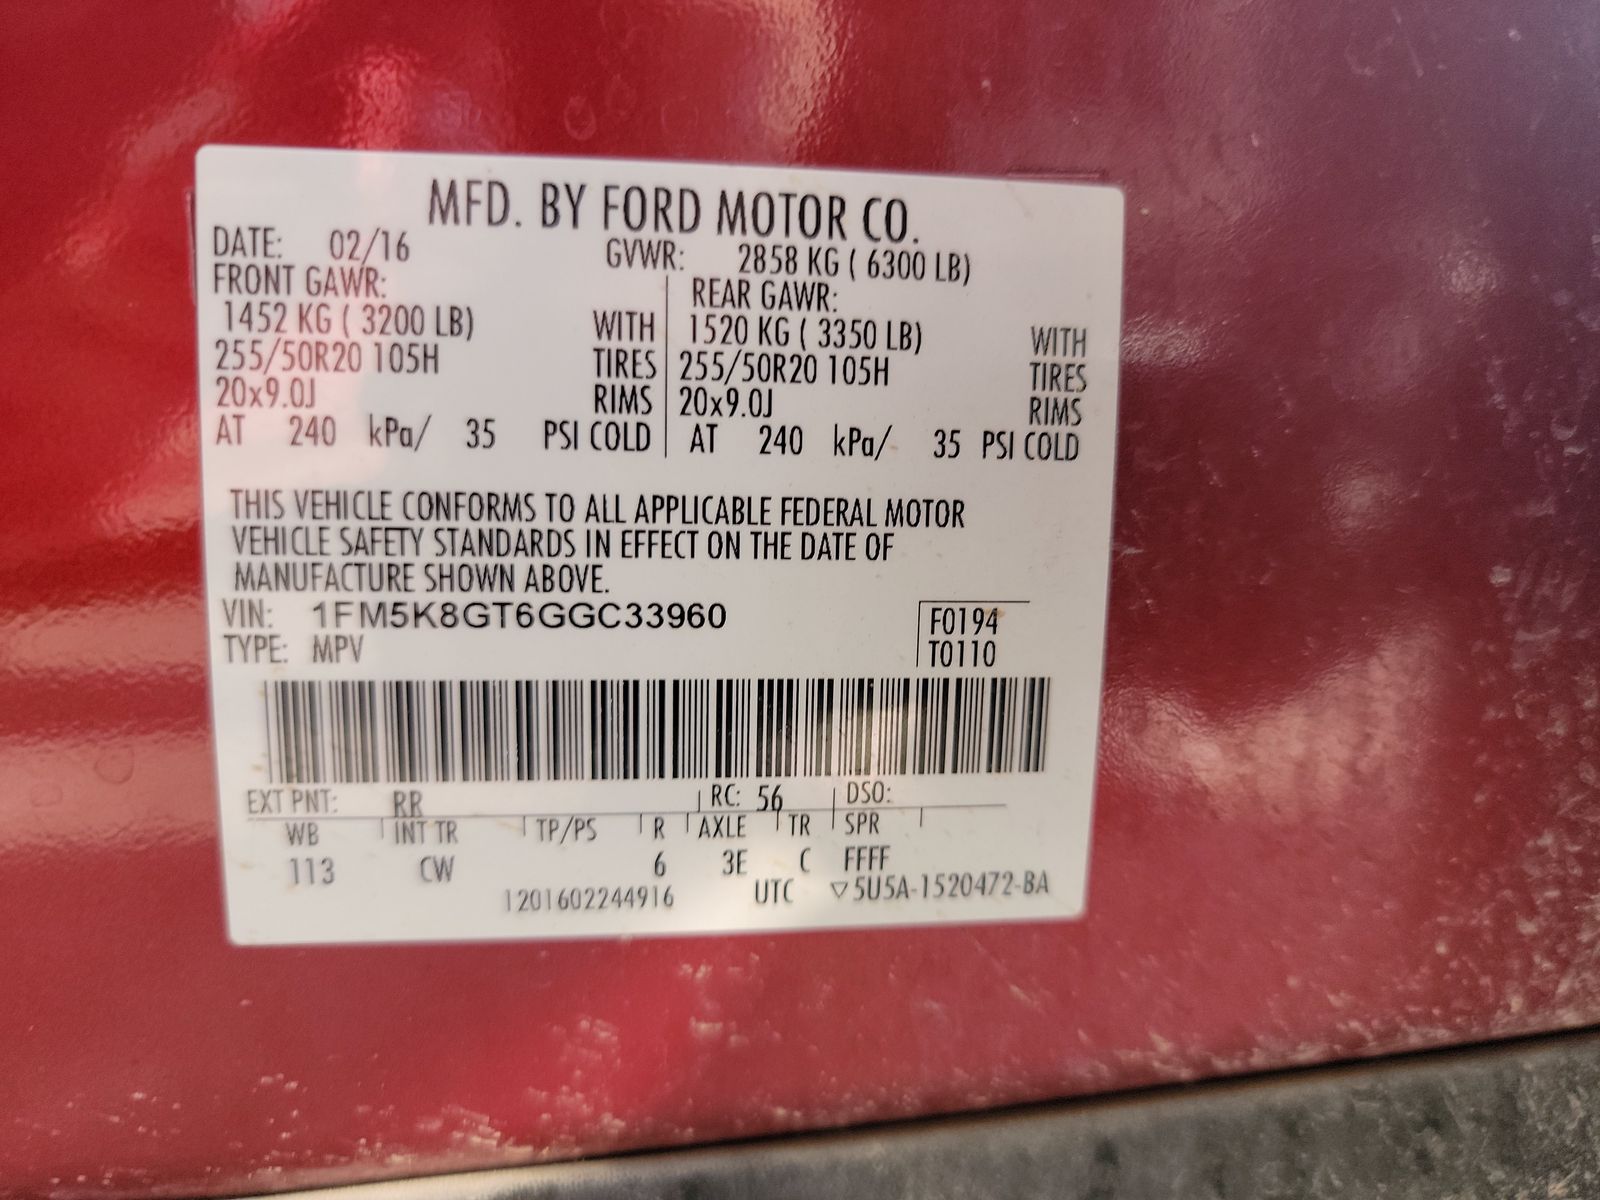 MFD. BY FORD MOTOR CO.
DATE: 02/16 GVWR: 2858 KG ( 6300 LB)
FRONT GAWR: REAR GAWR:
1452 KG ( 3200 LB) WITH 1520 KG ( 3350 LB) WITH
255/50R20 105H TIRES 255/50R20 105H TIRES
20x9.0J RIMS 20x9.0J RIMS
AT 240 kPa/ 35 PSI COLD AT 240 kPa/ 35 PSI COLD
THIS VEHICLE CONFORMS TO ALL APPLICABLE FEDERAL MOTOR
VEHICLE SAFETY STANDARDS IN EFFECT ON THE DATE OF
MANUFACTURE SHOWN ABOVE.
VIN: 1FM5K8GT6GGC33960 F0194
TYPE: MPV T0110
EXT PNT: RR RC: 56 DSO:
WB INT TR TP/PS R AXLE TR SPR
113 CW 6 3E C FFFF
1201602244916 UTC ▽5U5A-1520472-BA